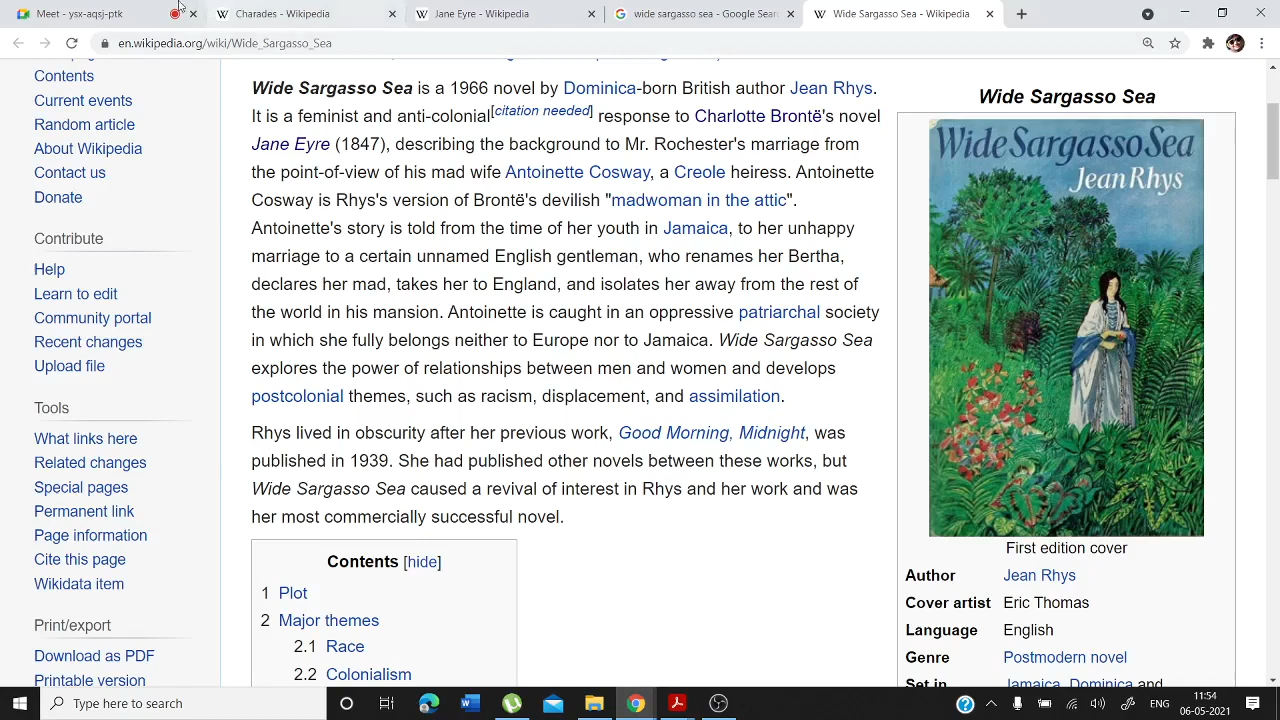 Meet - ysx-aqsj-ptk
Charades - Wikipedia
Jane Eyre - Wikipedia
wide sargasso sea - Google Sear
Wide Sargasso Sea - Wikipedia
en.wikipedia.org/wiki/Wide_Sargasso_Sea
Contents
Current events
Random article
About Wikipedia
Contact us
Donate
Contribute
Help
Learn to edit
Community portal
Recent changes
Upload file
Tools
What links here
Related changes
Special pages
Permanent link
Page information
Cite this page
Wikidata item
Print/export
Download as PDF
Printable version
Wide Sargasso Sea is a 1966 novel by Dominica-born British author Jean Rhys.
It is a feminist and anti-colonial[citation needed] response to Charlotte Brontë's novel
Jane Eyre (1847), describing the background to Mr. Rochester's marriage from
the point-of-view of his mad wife Antoinette Cosway, a Creole heiress. Antoinette
Cosway is Rhys's version of Brontë's devilish "madwoman in the attic".
Antoinette's story is told from the time of her youth in Jamaica, to her unhappy
marriage to a certain unnamed English gentleman, who renames her Bertha,
declares her mad, takes her to England, and isolates her away from the rest of
the world in his mansion. Antoinette is caught in an oppressive patriarchal society
in which she fully belongs neither to Europe nor to Jamaica. Wide Sargasso Sea
explores the power of relationships between men and women and develops
postcolonial themes, such as racism, displacement, and assimilation.
Rhys lived in obscurity after her previous work, Good Morning, Midnight, was
published in 1939. She had published other novels between these works, but
Wide Sargasso Sea caused a revival of interest in Rhys and her work and was
her most commercially successful novel.
Contents [hide]
1 Plot
2 Major themes
2.1 Race
2.2 Colonialism
Wide Sargasso Sea
Wide Sargasso Sea
Jean Rhys
First edition cover
Author Jean Rhys
Cover artist Eric Thomas
Language English
Genre Postmodern novel
Set in Jamaica, Dominica and
Type here to search
ENG
11:54
06-05-2021